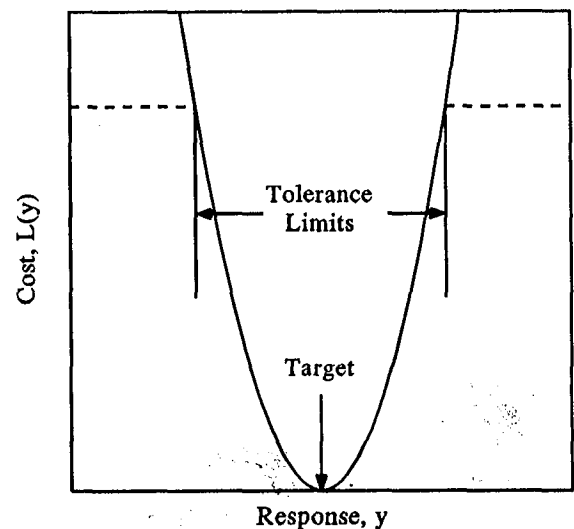 Cost, L(y)
Tolerance
Limits
Target
Response, y